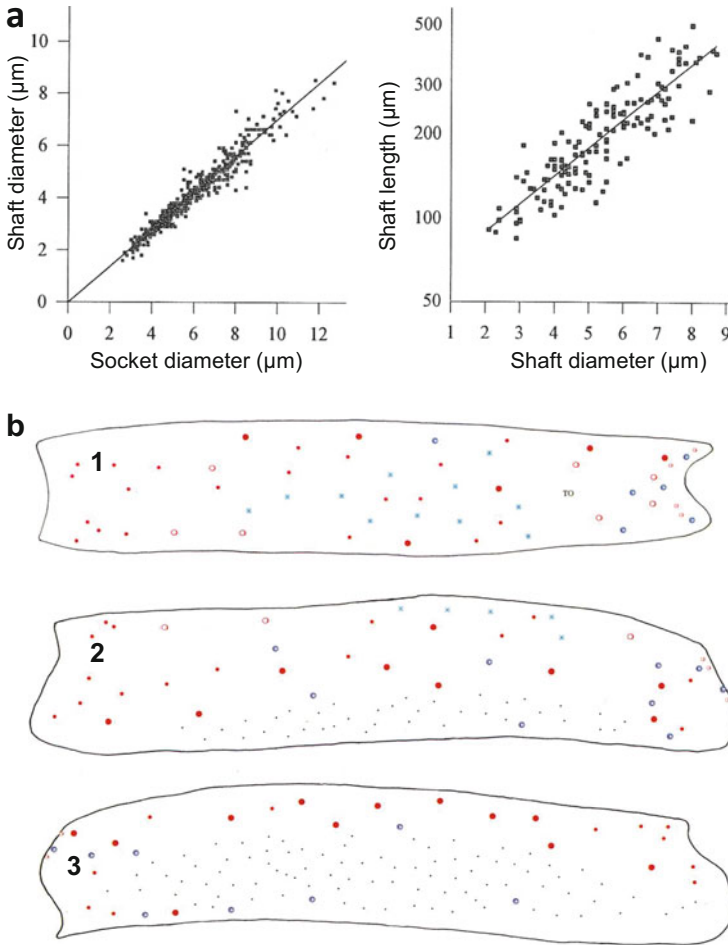 a
10
8
6
4
2
0
Shaft diameter (µm)
0 2 4 6 8 10 12
Socket diameter (µm)
500
300
200
100
50
Shaft length (µm)
1 2 3 4 5 6 7 8 9
Shaft diameter (µm)
b
1
TO
2
3